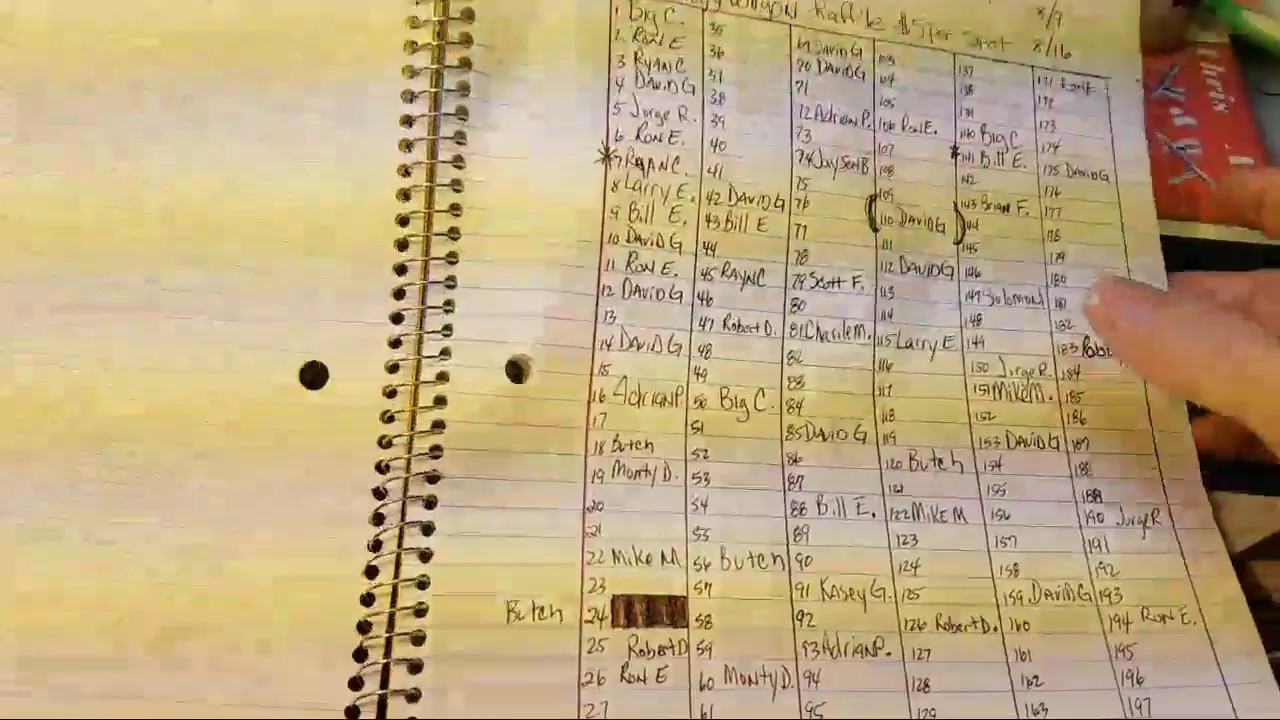 Raffle $5 per spot
8/9
8/16
1 Big C.
2 Ron E
3 Ryan C
4 David G
5 Jorge R.
6 Ron E.
7 Ryan C.
8 Larry E.
9 Bill E.
10 David G
11 Ron E.
12 David G
13
14 David G
15
16 Adrian P
17
18 Butch
19 Monty D.
20
21
22 Mike M
23
Butch 24
25 Robert D
26 Ron E
27
35
36
37
38
39
40
41
42 David G
43 Bill E
44
45 RAYN C
46
47 Robert D.
48
49
50 Big C.
51
52
53
54
55
56 Butch
57
58
59
60 Monty D.
61
69 David G
70 David G
71
72 Adrian P.
73
74 Jayson B
75
76
77
78
79 Scott F.
80
81 Charile M.
82
83
84
85 David G
86
87
88 Bill E.
89
90
91 Kasey G.
92
93 Adrian P.
94
95
103
104
105
106 Ron E.
107
108
109
110 David G
111
112 David G
113
114
115 Larry E
116
117
118
119
120 Butch
121
122 Mike M
123
124
125
126 Robert D.
127
128
129
137
138
139
140 Big C
141 Bill E.
142
143 Brian F.
144
145
146
147 Solomon
148
149
150 Jorge R.
151 Mike M.
152
153 David G
154
155
156
157
158
159 David G
160
161
162
163
171 Ron E
172
173
174
175 David G
176
177
178
179
180
181
182
183
184
185
186
187
188
189
190 Jorge R
191
192
193
194 Ron E.
195
196
197
Chris